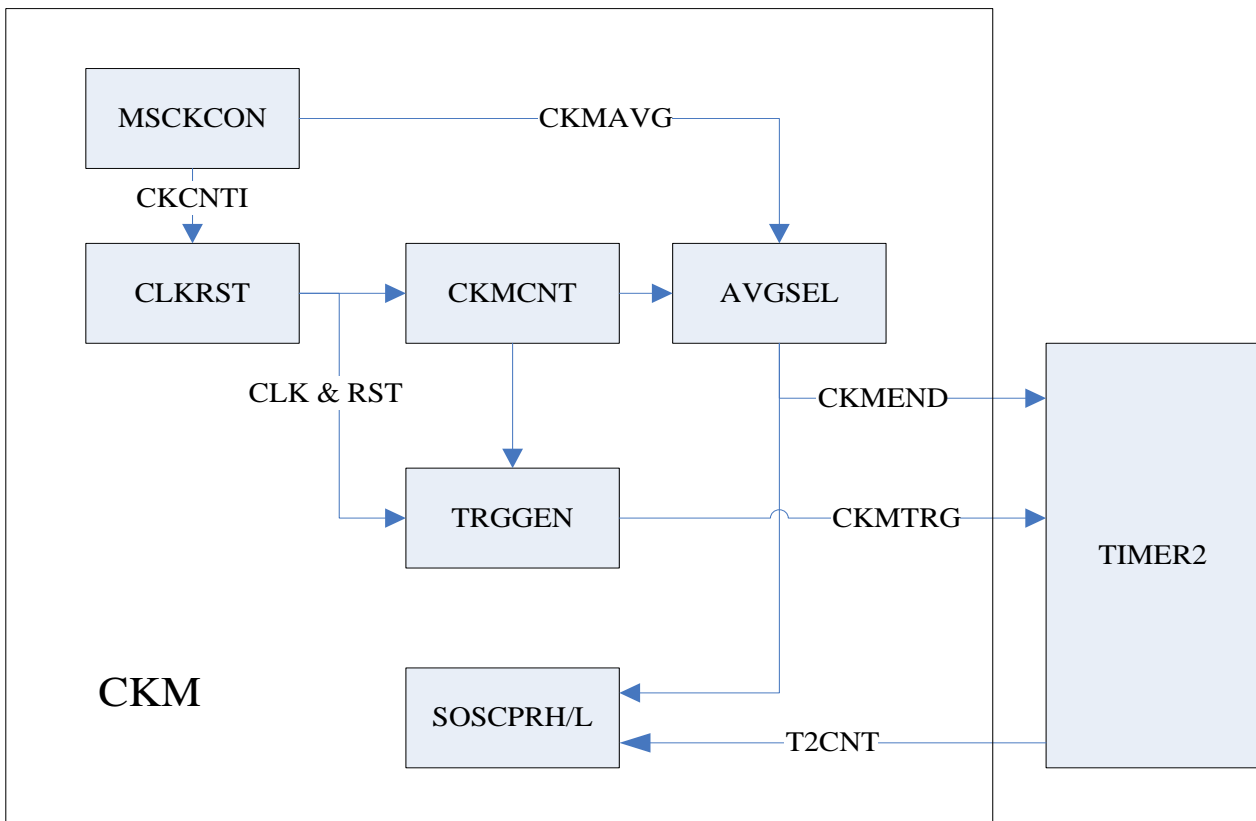 MSCKCON
CKMAVG
CKCNTI
CLKRST
CKMCNT
AVGSEL
CLK & RST
CKMEND
TRGGEN
CKMTRG
TIMER2
CKM
SOSCPRH/L
T2CNT